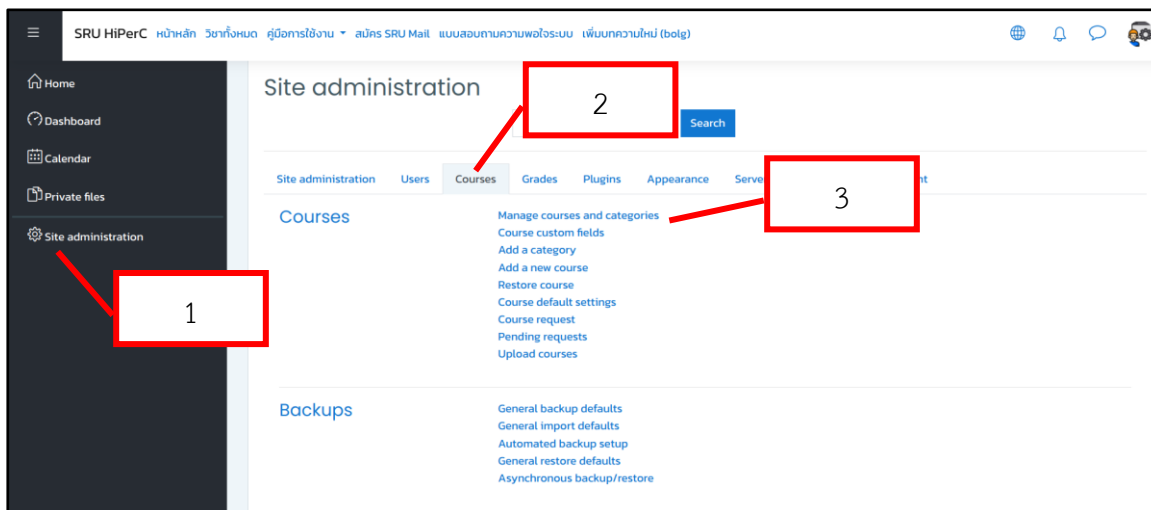 SRU HiPerC หน้าหลัก วิชาทั้งหมด คู่มือการใช้งาน สมัคร SRU Mail แบบสอบถามความพอใจระบบ เพิ่มบทความใหม่ (bolg)
Home
Dashboard
Calendar
Private files
Site administration
1
Site administration
2
Search
Site administration Users Courses Grades Plugins Appearance
3
Courses
Manage courses and categories
Course custom fields
Add a category
Add a new course
Restore course
Course default settings
Course request
Pending requests
Upload courses
Backups
General backup defaults
General import defaults
Automated backup setup
General restore defaults
Asynchronous backup/restore